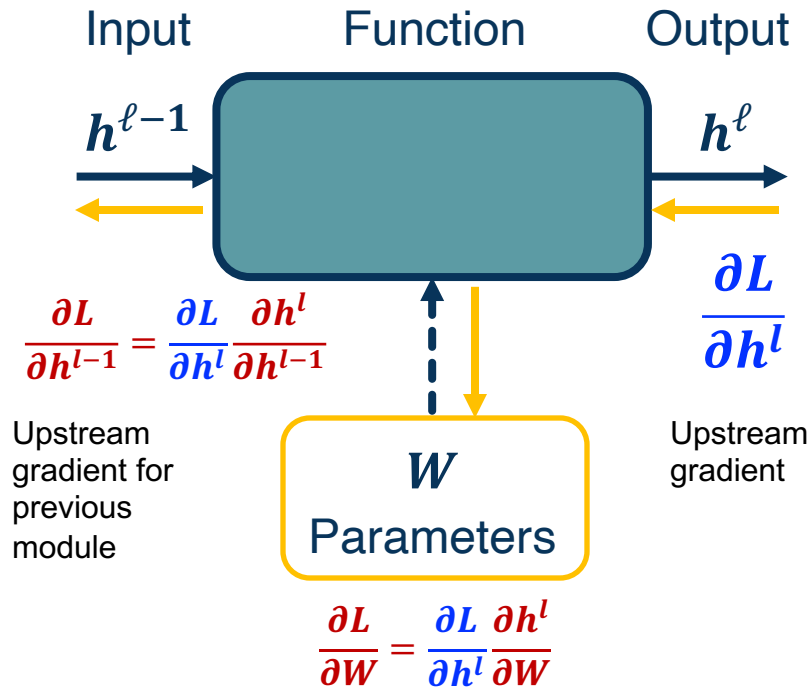 Input Function Output
h^{ℓ−1} h^ℓ
∂L/∂h^{l−1} = ∂L/∂h^l ∂h^l/∂h^{l−1}
∂L/∂h^l
Upstream
gradient for
previous
module
W
Parameters
Upstream
gradient
∂L/∂W = ∂L/∂h^l ∂h^l/∂W